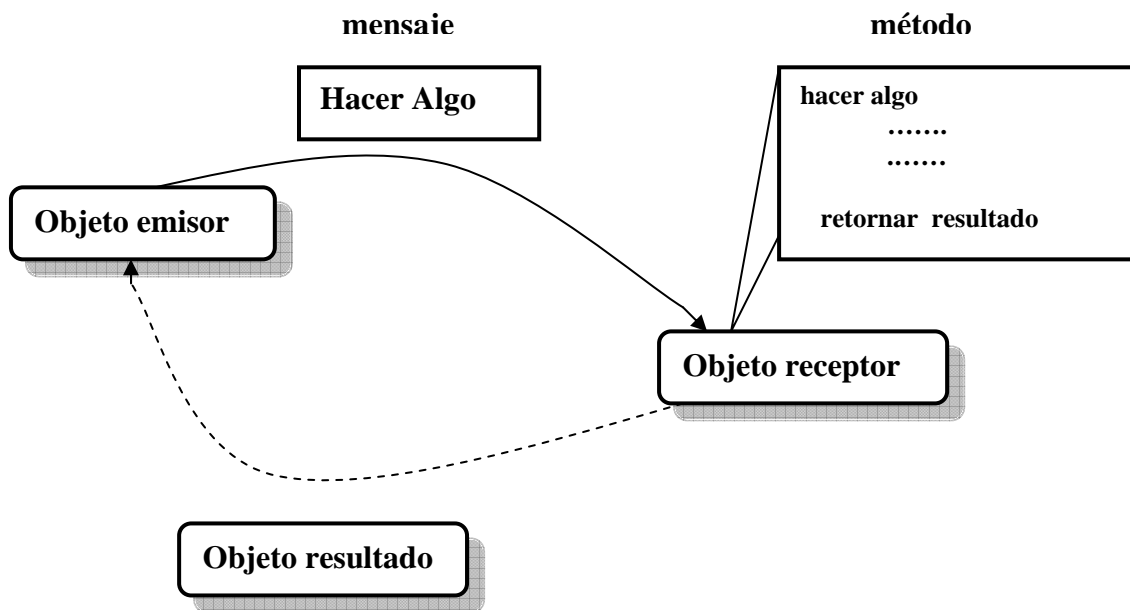 mensaje
método
Hacer Algo
hacer algo
.......
.......
retornar resultado
Objeto emisor
Objeto receptor
Objeto resultado